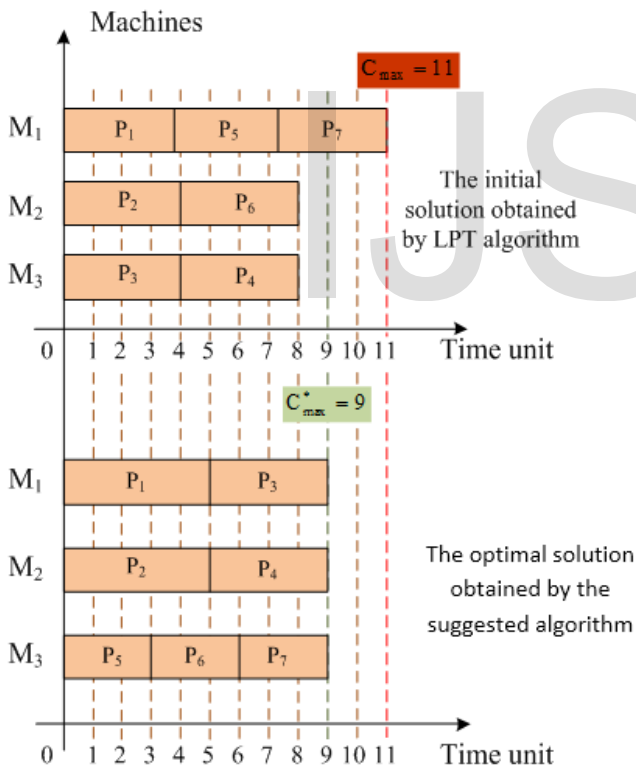 Machines
C_max = 11
M₁ P₁ P₅ P₇
M₂ P₂ P₆
M₃ P₃ P₄
The initial
solution obtained
by LPT algorithm
IJS
0 1 2 3 4 5 6 7 8 9 10 11 Time unit
C*_max = 9
M₁ P₁ P₃
M₂ P₂ P₄
M₃ P₅ P₆ P₇
The optimal solution
obtained by the
suggested algorithm
0 1 2 3 4 5 6 7 8 9 10 11 Time unit